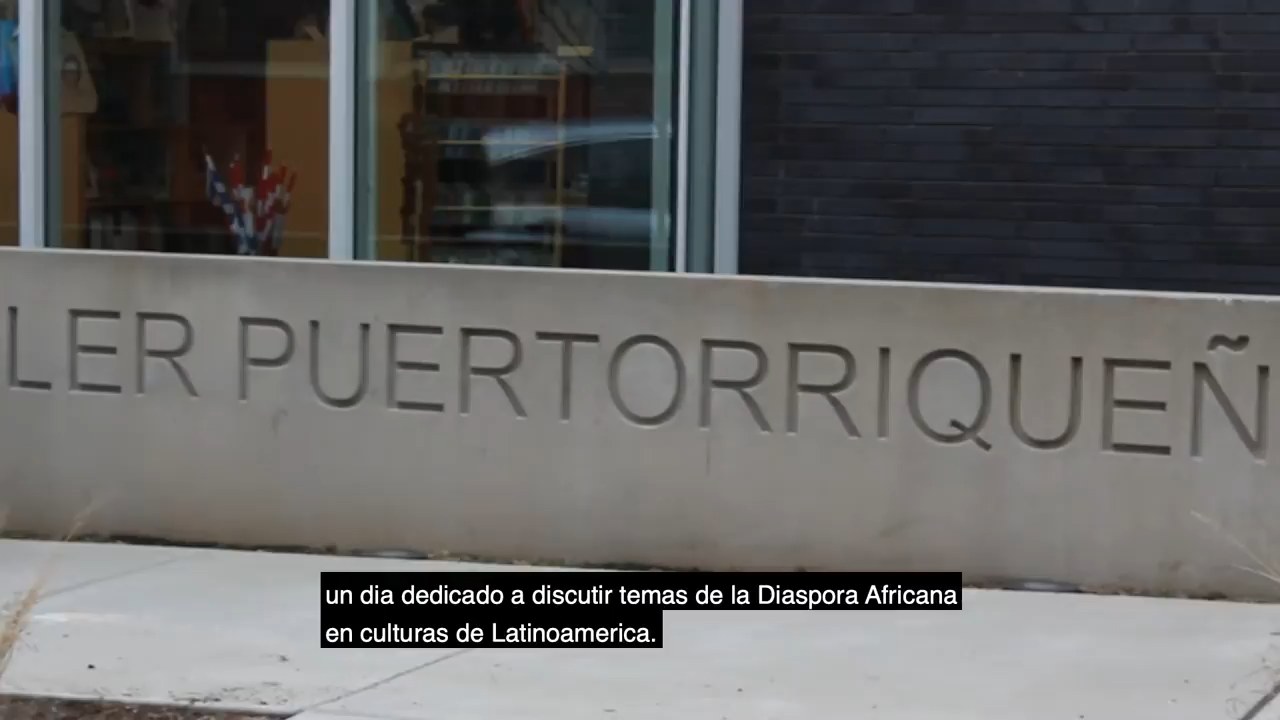 LER PUERTORRIQUEÑ
un dia dedicado a discutir temas de la Diaspora Africana
en culturas de Latinoamerica.